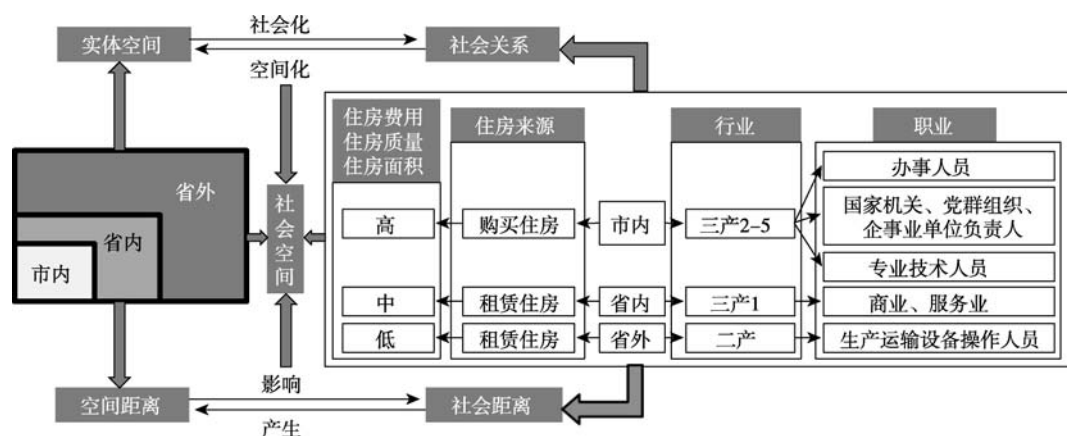 实体空间
社会化
社会关系
空间化
住房费用
住房质量
住房面积
住房来源
行业
职业
省外
省内
市内
社会空间
高
购买住房
市内
三产2–5
办事人员
国家机关、党群组织、
企事业单位负责人
专业技术人员
中
租赁住房
省内
三产1
商业、服务业
低
租赁住房
省外
二产
生产运输设备操作人员
空间距离
影响
产生
社会距离